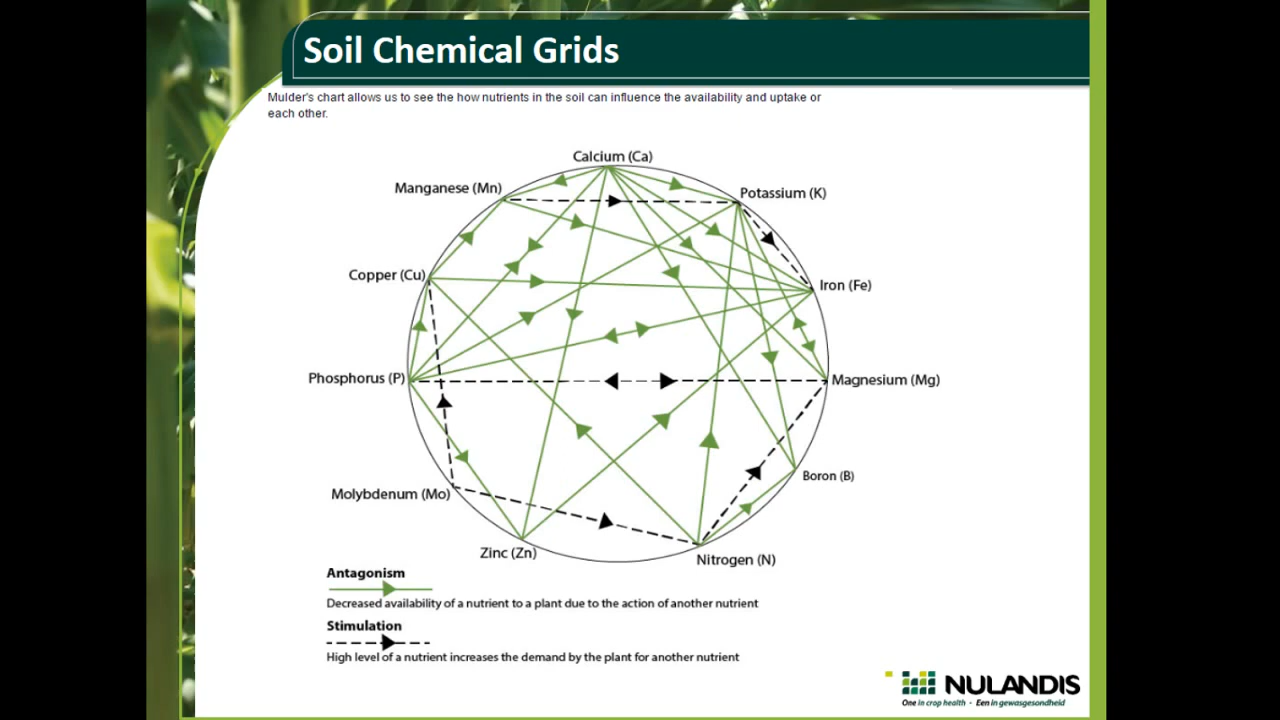 Soil Chemical Grids
Mulder's chart allows us to see the how nutrients in the soil can influence the availability and uptake or
each other.
Calcium (Ca)
Manganese (Mn)
Potassium (K)
Copper (Cu)
Iron (Fe)
Phosphorus (P)
Magnesium (Mg)
Boron (B)
Molybdenum (Mo)
Zinc (Zn)
Nitrogen (N)
Antagonism
Decreased availability of a nutrient to a plant due to the action of another nutrient
Stimulation
High level of a nutrient increases the demand by the plant for another nutrient
NULANDIS
One in crop health - Een in gewasgesondheid